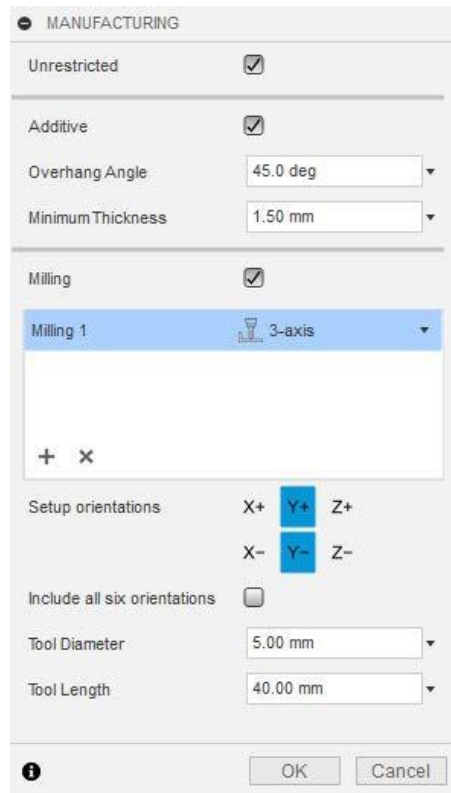 MANUFACTURING
Unrestricted
Additive
Overhang Angle 45.0 deg
Minimum Thickness 1.50 mm
Milling
Milling 1 3-axis
Setup orientations X+ Y+ Z+
X- Y- Z-
Include all six orientations
Tool Diameter 5.00 mm
Tool Length 40.00 mm
OK Cancel